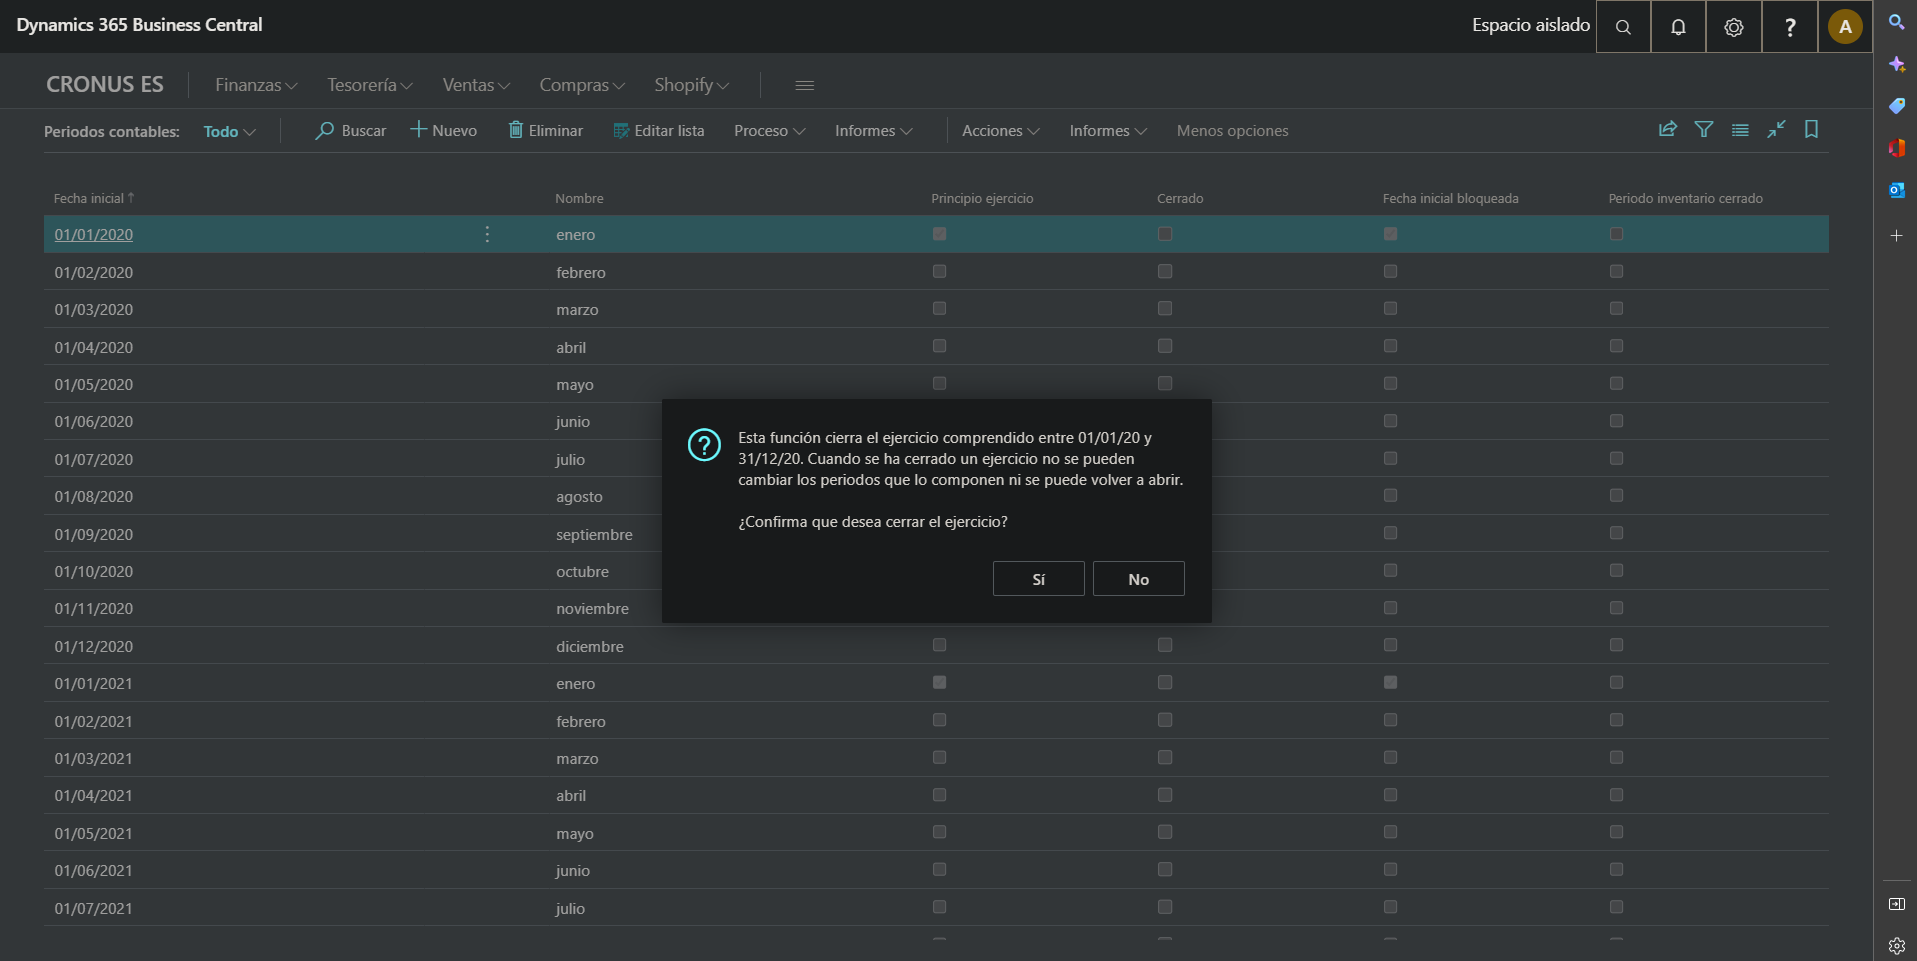 Dynamics 365 Business Central
Espacio aislado
?
A
CRONUS ES
Finanzas
Tesorería
Ventas
Compras
Shopify
Periodos contables:
Todo
Buscar
Nuevo
Eliminar
Editar lista
Proceso
Informes
Acciones
Informes
Menos opciones
Fecha inicial ↑ Nombre Principio ejercicio Cerrado Fecha inicial bloqueada Periodo inventario cerrado
01/01/2020 enero
01/02/2020 febrero
01/03/2020 marzo
01/04/2020 abril
01/05/2020 mayo
01/06/2020 junio
01/07/2020 julio
01/08/2020 agosto
01/09/2020 septiembre
01/10/2020 octubre
01/11/2020 noviembre
01/12/2020 diciembre
01/01/2021 enero
01/02/2021 febrero
01/03/2021 marzo
01/04/2021 abril
01/05/2021 mayo
01/06/2021 junio
01/07/2021 julio
?
Esta función cierra el ejercicio comprendido entre 01/01/20 y
31/12/20. Cuando se ha cerrado un ejercicio no se pueden
cambiar los periodos que lo componen ni se puede volver a abrir.
¿Confirma que desea cerrar el ejercicio?
Sí
No